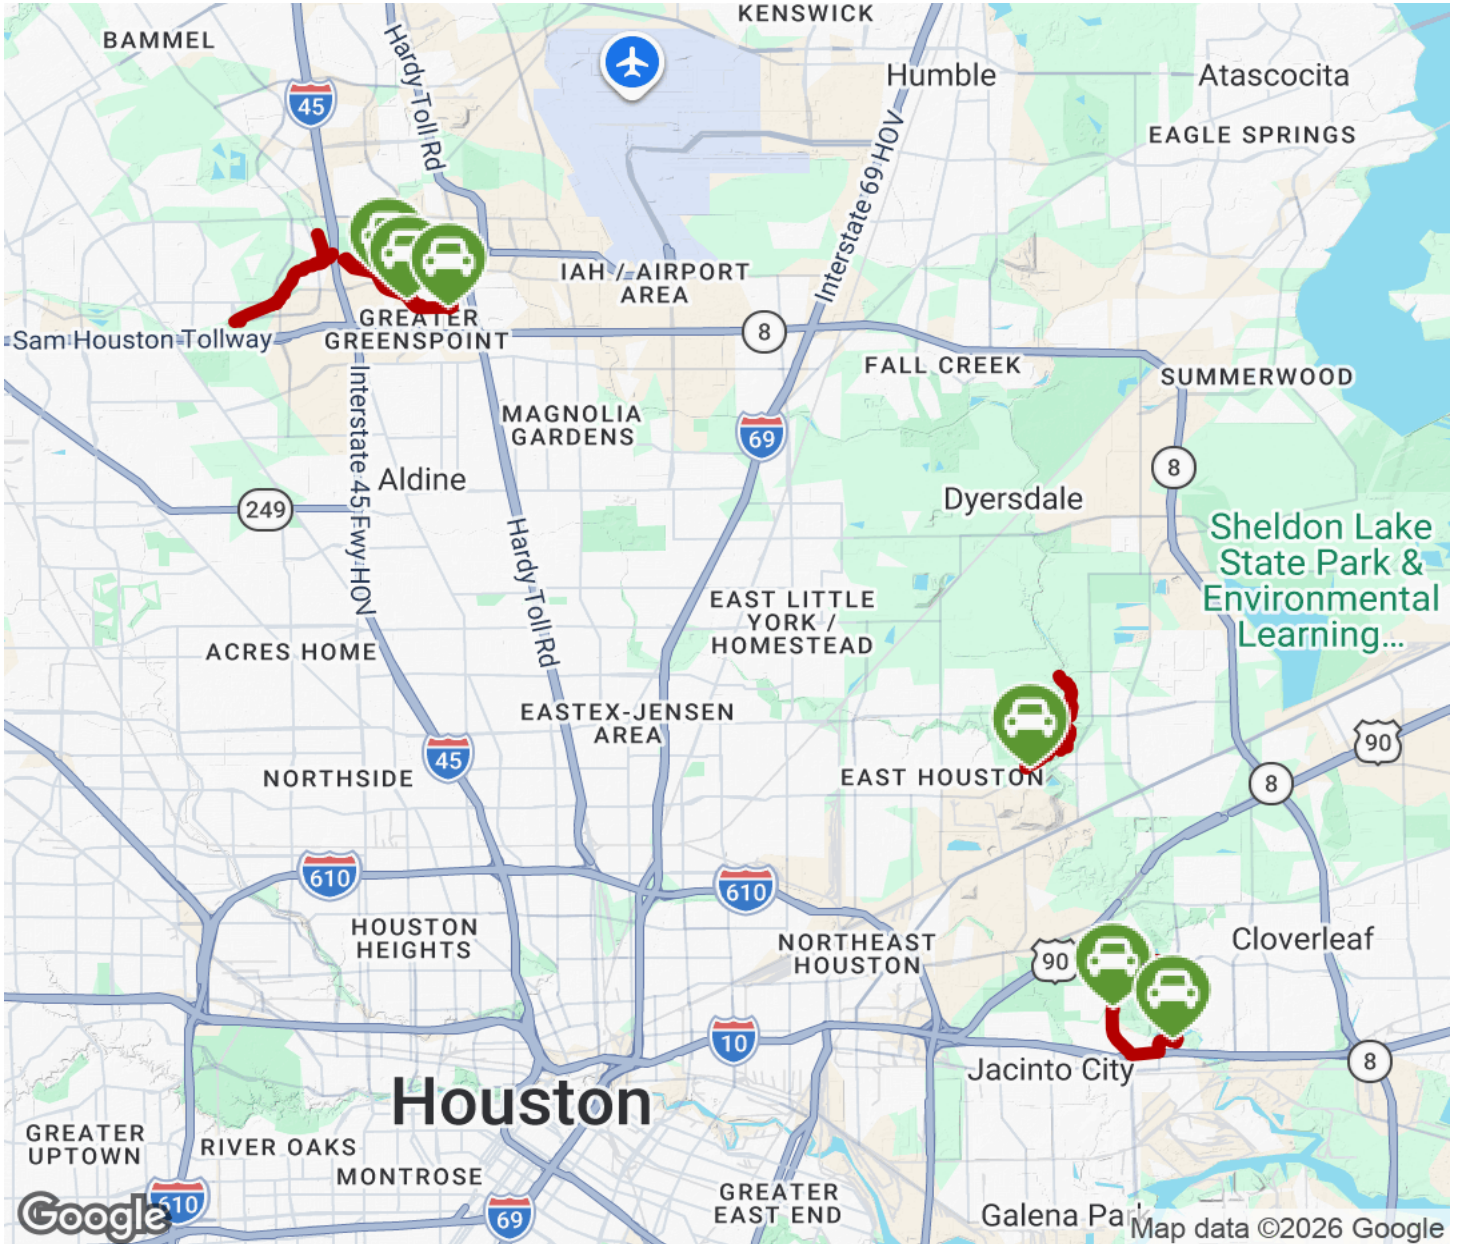 KENSWICK
BAMMEL
Hardy Toll Rd
Humble
Atascocita
45
EAGLE SPRINGS
Interstate 69 HOV
IAH / AIRPORT
AREA
GREATER
GREENSPOINT
Sam Houston Tollway
8
FALL CREEK
SUMMERWOOD
MAGNOLIA
GARDENS
69
Interstate 45 Fwy HOV
Aldine
8
Dyersdale
249
Sheldon Lake
State Park &
Environmental
Learning...
Hardy Toll Rd
EAST LITTLE
YORK /
HOMESTEAD
ACRES HOME
EASTEX-JENSEN
AREA
90
45
NORTHSIDE
EAST HOUSTON
8
610
610
HOUSTON
HEIGHTS
NORTHEAST
HOUSTON
Cloverleaf
90
10
Jacinto City
8
Houston
GREATER
UPTOWN
RIVER OAKS
MONTROSE
610
69
GREATER
EAST END
Galena Park
Google
Map data ©2026 Google